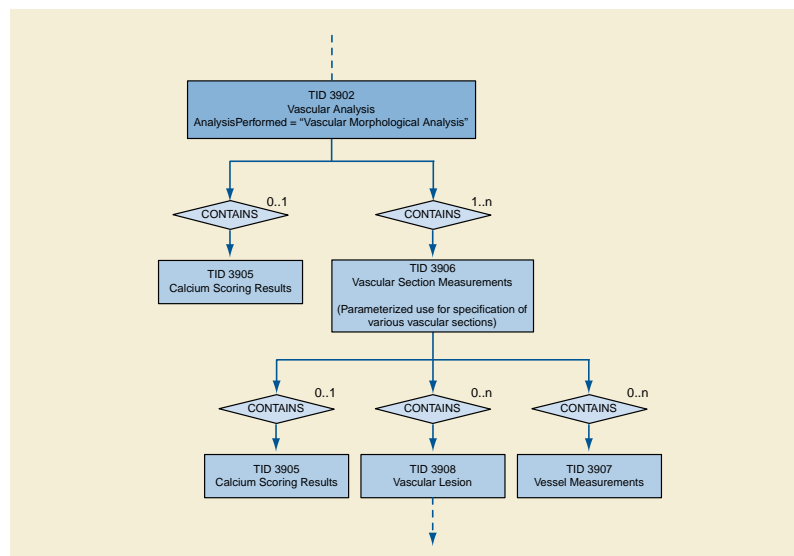 TID 3902
Vascular Analysis
AnalysisPerformed = “Vascular Morphological Analysis”
0..1
CONTAINS
1..n
CONTAINS
TID 3905
Calcium Scoring Results
TID 3906
Vascular Section Measurements
(Parameterized use for specification of
various vascular sections)
0..1
CONTAINS
0..n
CONTAINS
0..n
CONTAINS
TID 3905
Calcium Scoring Results
TID 3908
Vascular Lesion
TID 3907
Vessel Measurements